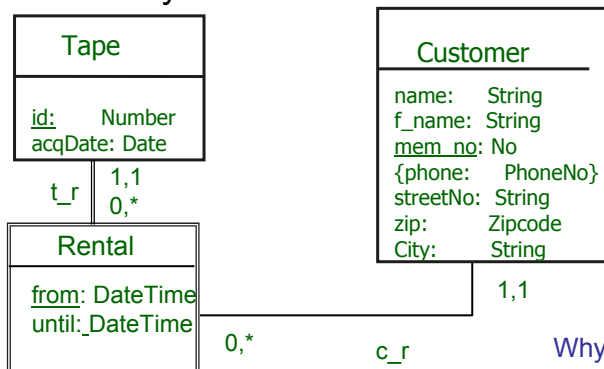 Tape
id: Number
acqDate: Date
Customer
name: String
f_name: String
mem_no: No
{phone: PhoneNo}
streetNo: String
zip: Zipcode
City: String
t_r
1,1
0,*
Rental
from: DateTime
until: DateTime
0,*
c_r
1,1
Why